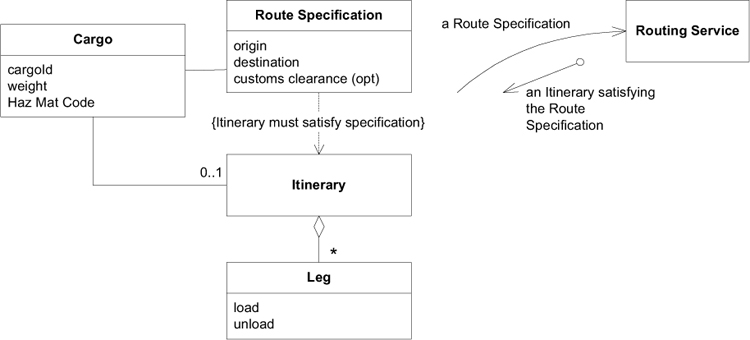 Cargo
cargoId
weight
Haz Mat Code
Route Specification
origin
destination
customs clearance (opt)
a Route Specification
Routing Service
an Itinerary satisfying
the Route
Specification
{Itinerary must satisfy specification}
0..1
Itinerary
*
Leg
load
unload